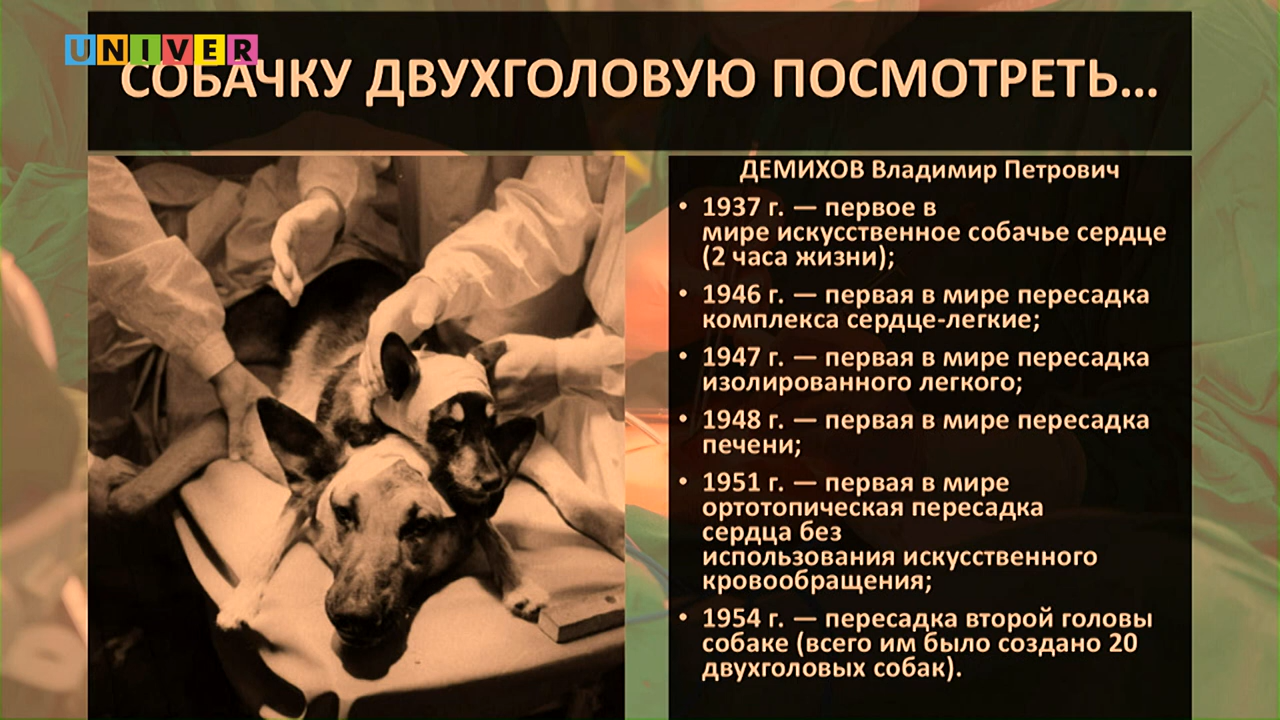 UNIVER
СОБАЧКУ ДВУХГОЛОВУЮ ПОСМОТРЕТЬ...
ДЕМИХОВ Владимир Петрович
• 1937 г. — первое в
мире искусственное собачье сердце
(2 часа жизни);
• 1946 г. — первая в мире пересадка
комплекса сердце-легкие;
• 1947 г. — первая в мире пересадка
изолированного легкого;
• 1948 г. — первая в мире пересадка
печени;
• 1951 г. — первая в мире
ортотопическая пересадка
сердца без
использования искусственного
кровообращения;
• 1954 г. — пересадка второй головы
собаке (всего им было создано 20
двухголовых собак).